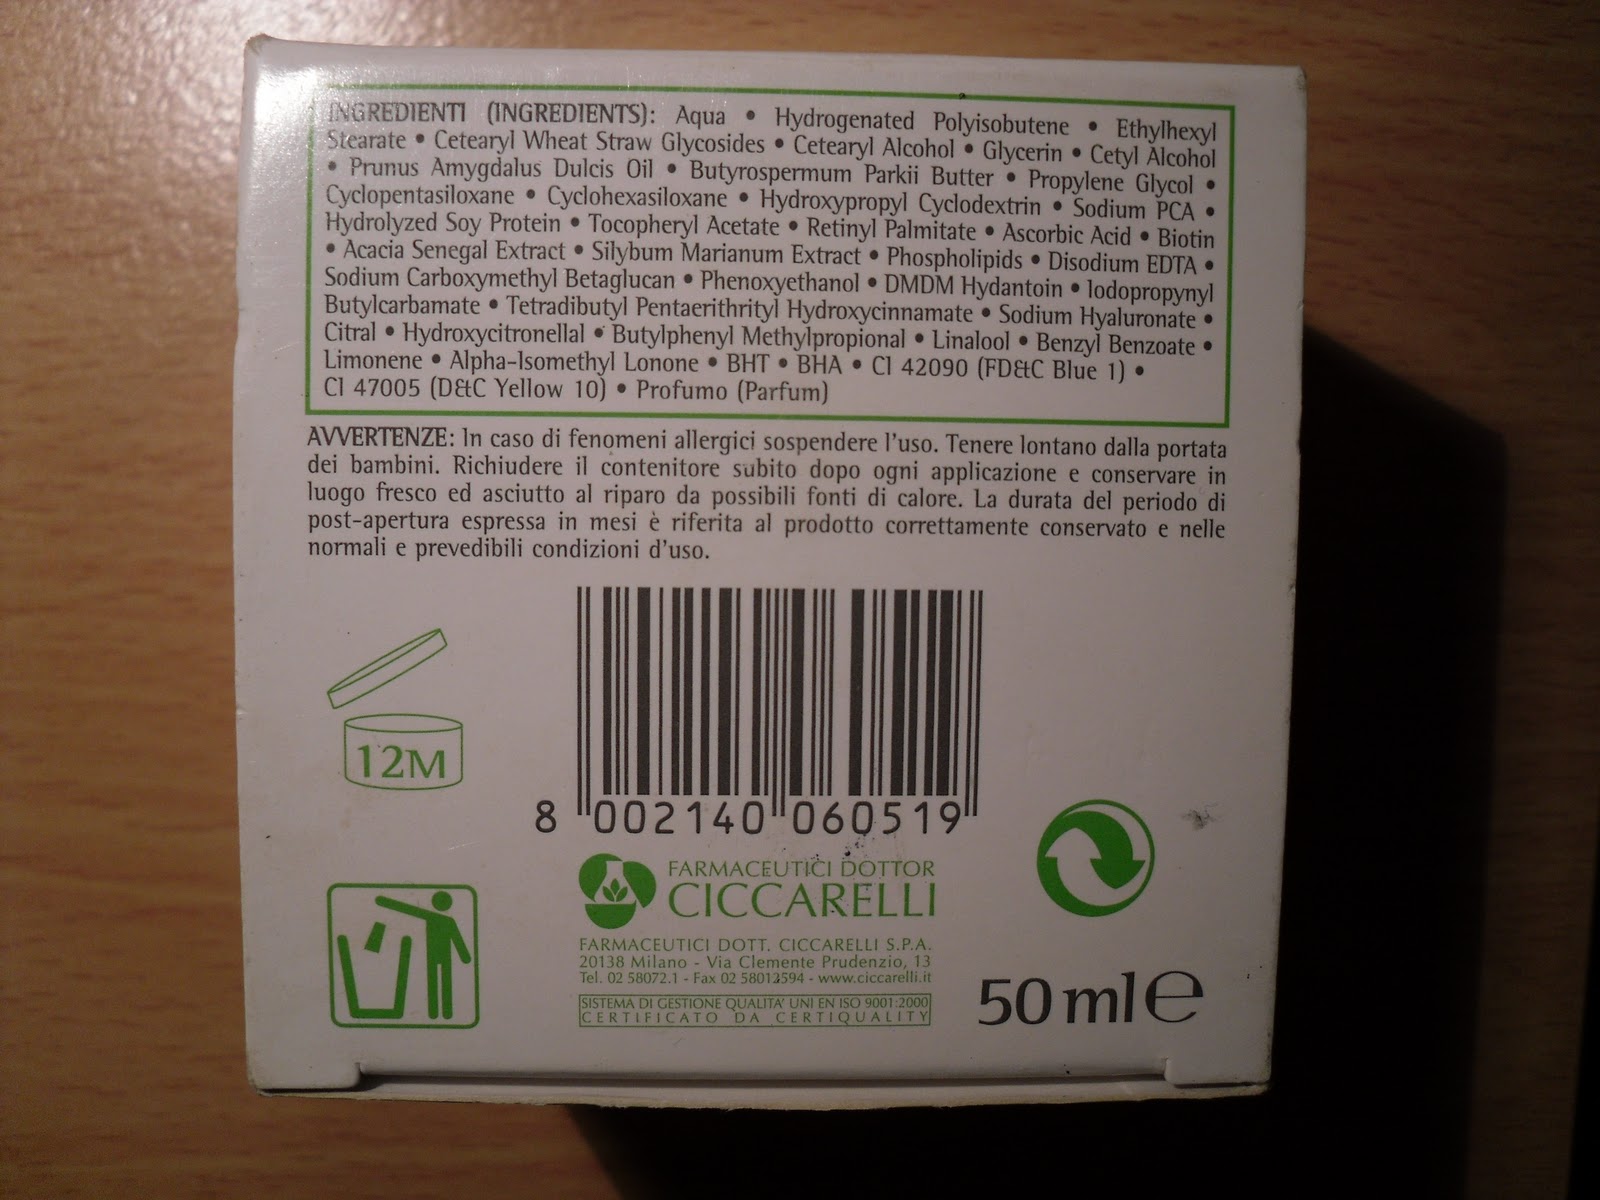 INGREDIENTI (INGREDIENTS): Aqua • Hydrogenated Polyisobutene • Ethylhexyl
Stearate • Cetearyl Wheat Straw Glycosides • Cetearyl Alcohol • Glycerin • Cetyl Alcohol
• Prunus Amygdalus Dulcis Oil • Butyrospermum Parkii Butter • Propylene Glycol •
Cyclopentasiloxane • Cyclohexasiloxane • Hydroxypropyl Cyclodextrin • Sodium PCA •
Hydrolyzed Soy Protein • Tocopheryl Acetate • Retinyl Palmitate • Ascorbic Acid • Biotin
• Acacia Senegal Extract • Silybum Marianum Extract • Phospholipids • Disodium EDTA •
Sodium Carboxymethyl Betaglucan • Phenoxyethanol • DMDM Hydantoin • Iodopropynyl
Butylcarbamate • Tetradibutyl Pentaerithrityl Hydroxycinnamate • Sodium Hyaluronate •
Citral • Hydroxycitronellal • Butylphenyl Methylpropional • Linalool • Benzyl Benzoate •
Limonene • Alpha-Isomethyl Lonone • BHT • BHA • CI 42090 (FD&C Blue 1) •
CI 47005 (D&C Yellow 10) • Profumo (Parfum)
AVVERTENZE: In caso di fenomeni allergici sospendere l'uso. Tenere lontano dalla portata
dei bambini. Richiudere il contenitore subito dopo ogni applicazione e conservare in
luogo fresco ed asciutto al riparo da possibili fonti di calore. La durata del periodo di
post-apertura espressa in mesi è riferita al prodotto correttamente conservato e nelle
normali e prevedibili condizioni d'uso.
12M
8 002140 060519
FARMACEUTICI DOTTOR
CICCARELLI
FARMACEUTICI DOTT. CICCARELLI S.P.A.
20138 Milano - Via Clemente Prudenzio, 13
Tel. 02 58072.1 - Fax 02 58013594 - www.ciccarelli.it
SISTEMA DI GESTIONE QUALITA' UNI EN ISO 9001:2000
CERTIFICATO DA CERTIQUALITY
50 ml e